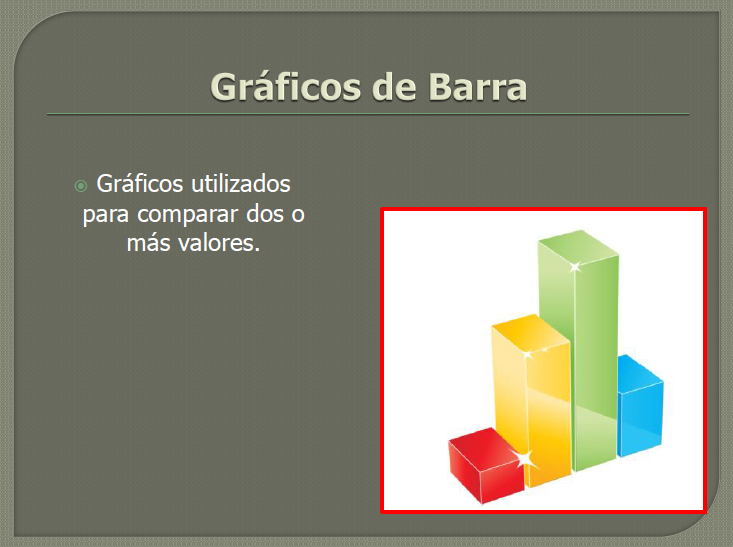 Gráficos de Barra
Gráficos utilizados
para comparar dos o
más valores.